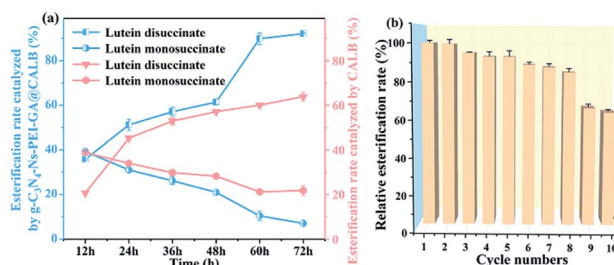 (a)
Lutein disuccinate
Lutein monosuccinate
Lutein disuccinate
Lutein monosuccinate
Esterification rate catalyzed
by g-C3N4-Ns-PEI-GA@CALB (%)
80
60
40
20
0
80
60
40
20
0
Esterification rate catalyzed by CALB (%)
12h 24h 36h 48h 60h 72h
Time (h)
(b)
Relative esterification rate (%)
100
80
60
40
20
0
1 2 3 4 5 6 7 8 9 10
Cycle numbers